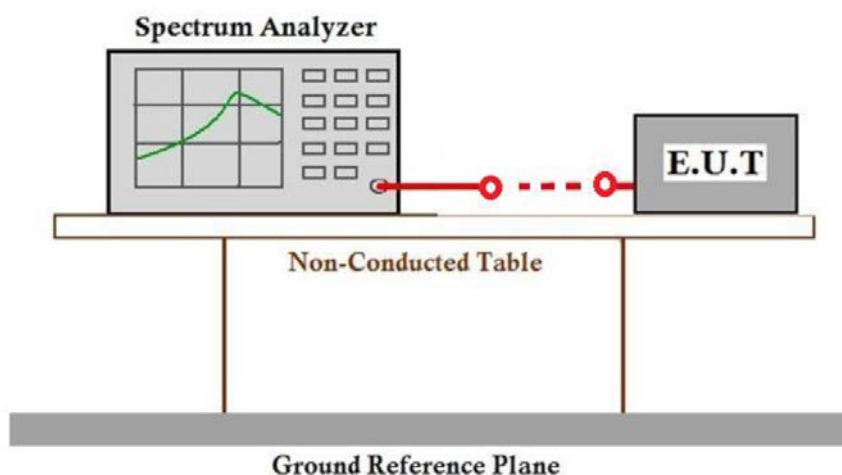 Spectrum Analyzer
E.U.T
Non-Conducted Table
Ground Reference Plane